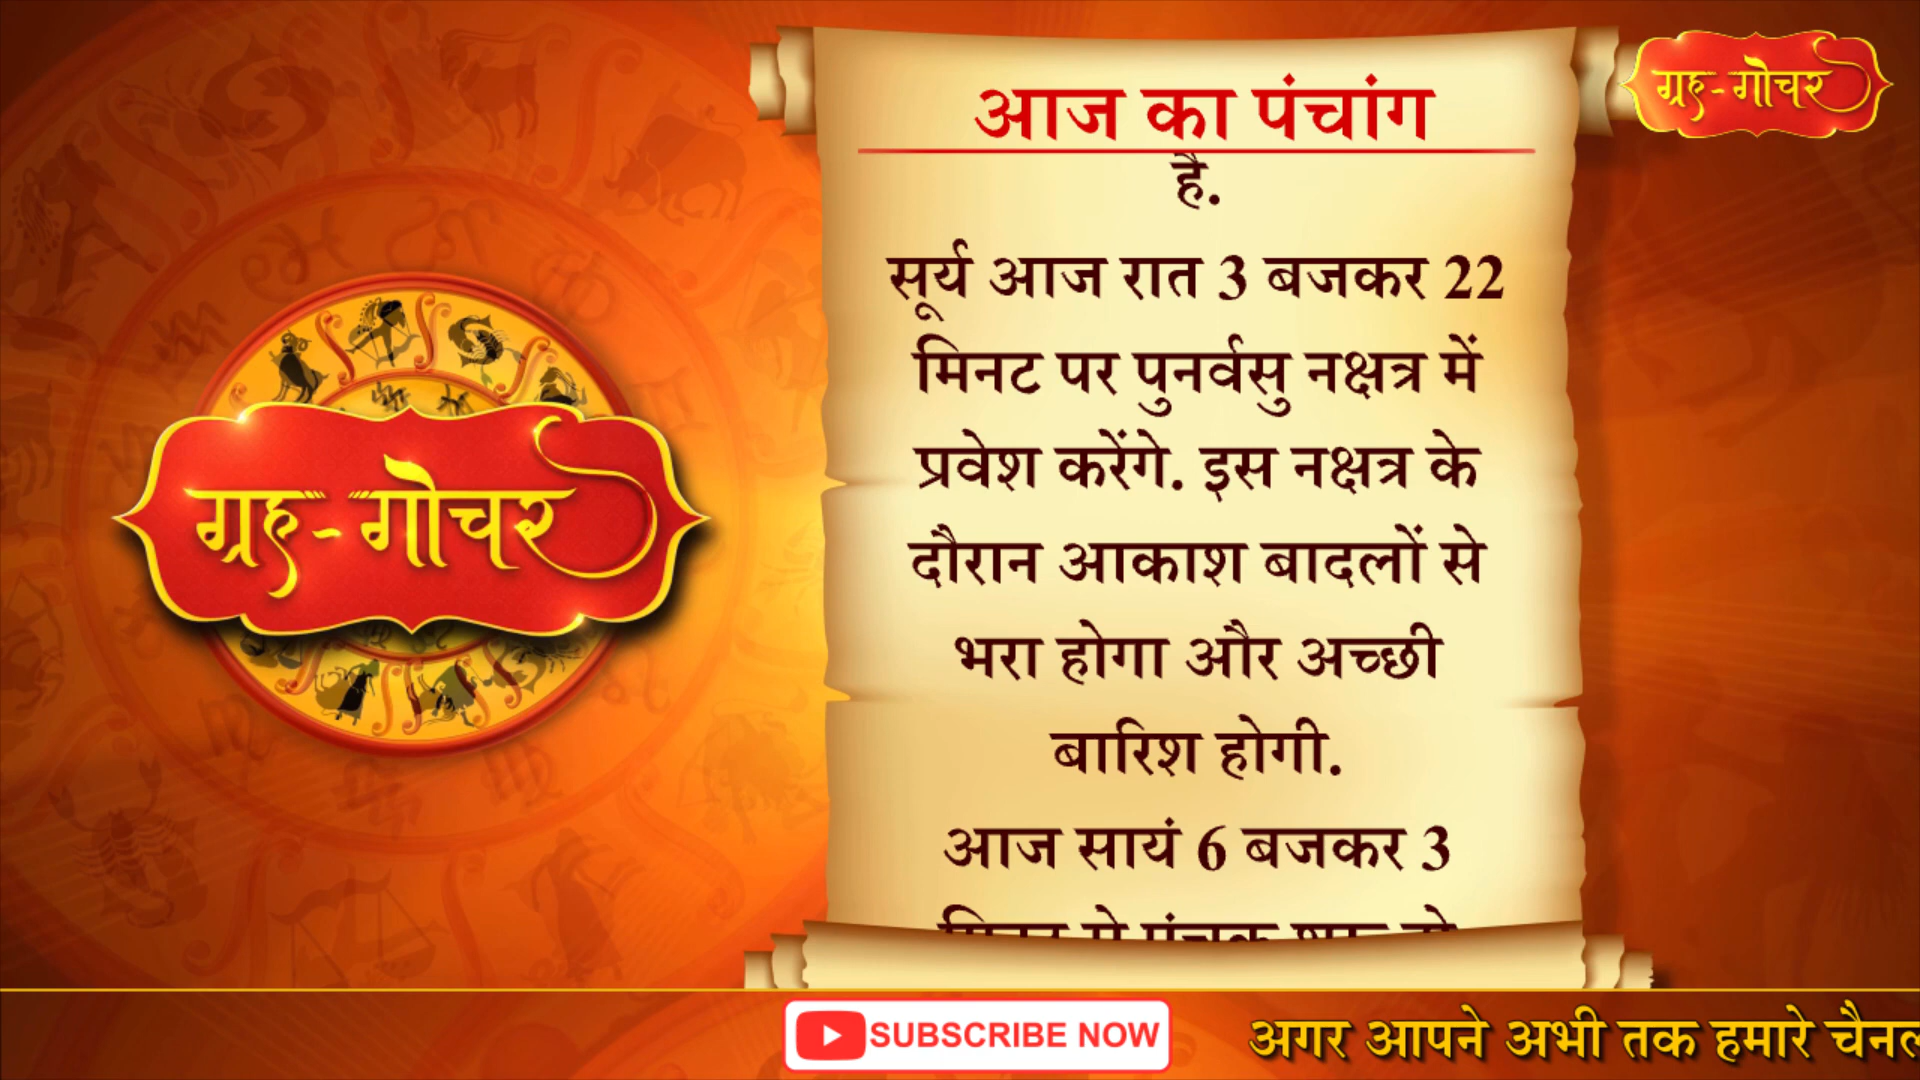 आज का पंचांग
ग्रह-गोचर
है.
सूर्य आज रात 3 बजकर 22
मिनट पर पुनर्वसु नक्षत्र में
प्रवेश करेंगे. इस नक्षत्र के
दौरान आकाश बादलों से
भरा होगा और अच्छी
बारिश होगी.
आज सायं 6 बजकर 3
ग्रह-गोचर
SUBSCRIBE NOW
अगर आपने अभी तक हमारे चैनल